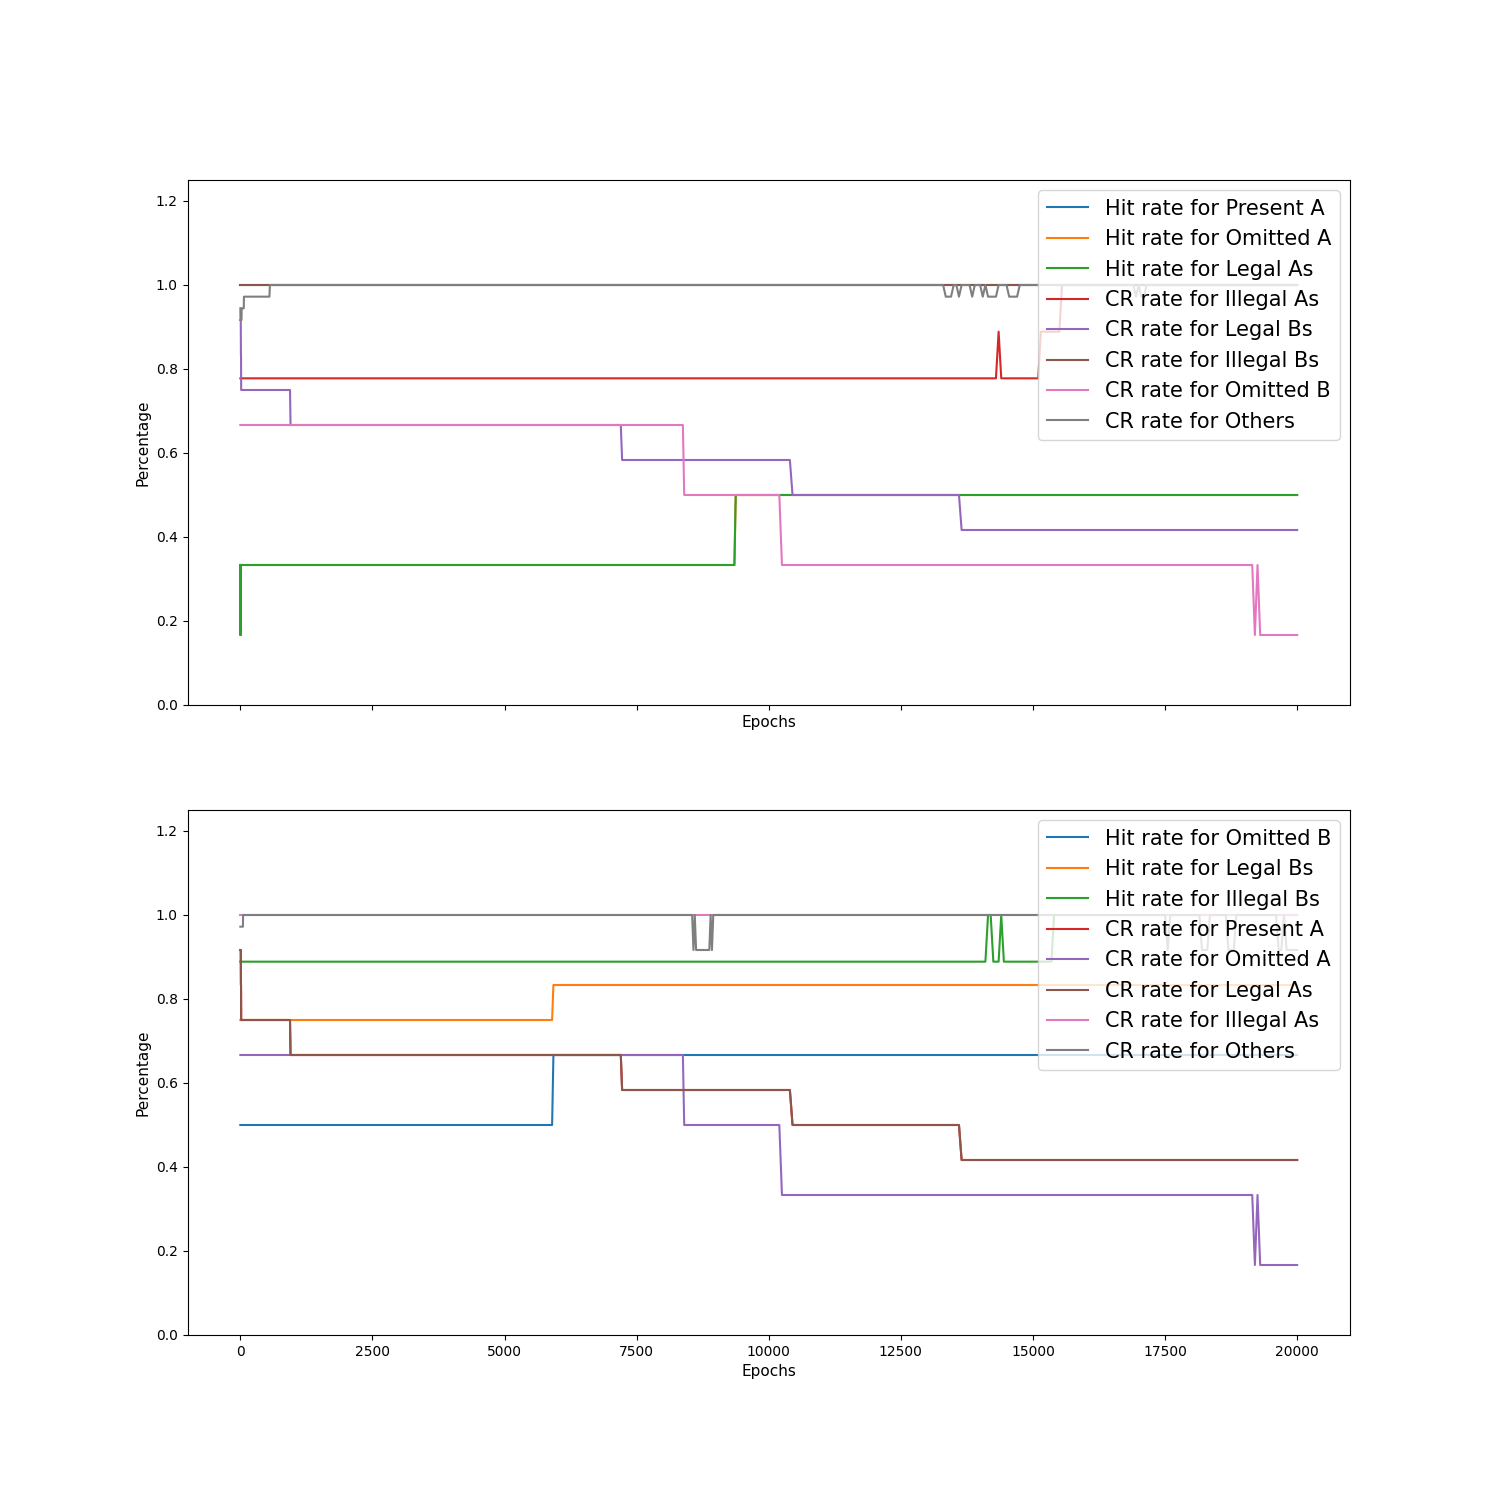 1.2
1.0
0.8
0.6
0.4
0.2
0.0
Percentage
Epochs
Hit rate for Present A
Hit rate for Omitted A
Hit rate for Legal As
CR rate for Illegal As
CR rate for Legal Bs
CR rate for Illegal Bs
CR rate for Omitted B
CR rate for Others
1.2
1.0
0.8
0.6
0.4
0.2
0.0
Percentage
0 2500 5000 7500 10000 12500 15000 17500 20000
Epochs
Hit rate for Omitted B
Hit rate for Legal Bs
Hit rate for Illegal Bs
CR rate for Present A
CR rate for Omitted A
CR rate for Legal As
CR rate for Illegal As
CR rate for Others